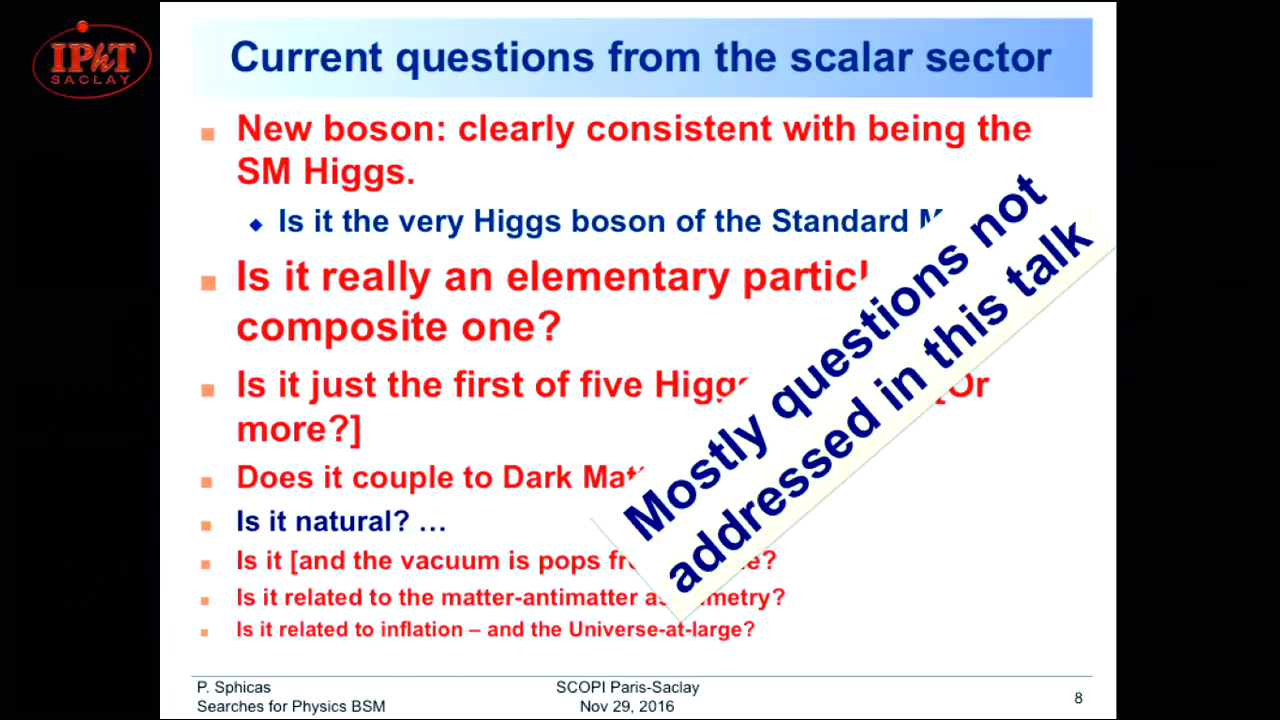 IPhT
SACLAY
Current questions from the scalar sector
New boson: clearly consistent with being the
SM Higgs.
Is it the very Higgs boson of the Standard
Is it really an elementary
composite one?
Is it just the first of five [Or
more?]
Does it couple to Dark
Is it natural? …
Is it [and the vacuum is pops
Is it related to the matter-antimatter
Is it related to inflation – and the Universe-at-large?
Mostly questions not
addressed in this talk
P. Sphicas
Searches for Physics BSM
SCOPI Paris-Saclay
Nov 29, 2016
8